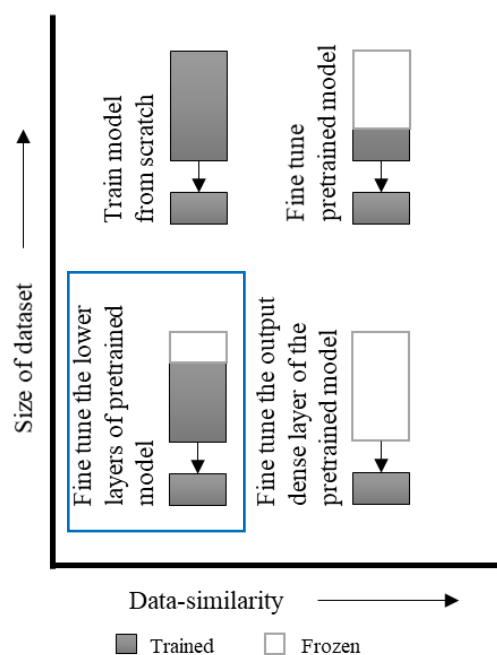 Train model
from scratch
Fine tune
pretrained model
Fine tune the lower
layers of pretrained
model
Fine tune the output
dense layer of the
pretrained model
Size of dataset
Data-similarity
Trained
Frozen